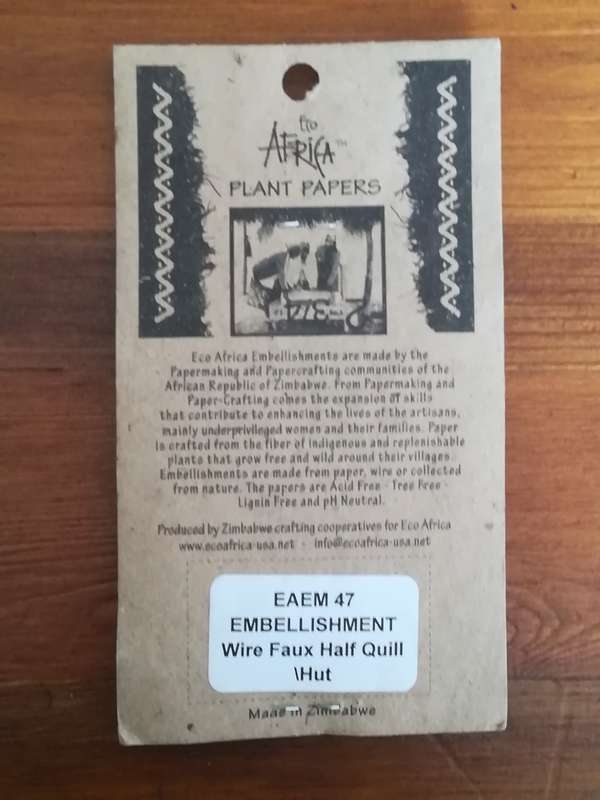 Eco
AFRICA™
PLANT PAPERS
Eco Africa Embellishments are made by the
Papermaking and Papercrafting communities of the
African Republic of Zimbabwe. From Papermaking and
Paper-Crafting comes the expansion of skills
that contribute to enhancing the lives of the artisans,
mainly underprivileged women and their families. Paper
is crafted from the fiber of indigenous and replenishable
plants that grow free and wild around their villages.
Embellishments are made from paper, wire or collected
from nature. The papers are Acid Free - Tree Free -
Lignin Free and pH Neutral.
Produced by Zimbabwe crafting cooperatives for Eco Africa
www.ecoafrica-usa.net - info@ecoafrica-usa.net
EAEM 47
EMBELLISHMENT
Wire Faux Half Quill
\Hut
Made in Zimbabwe